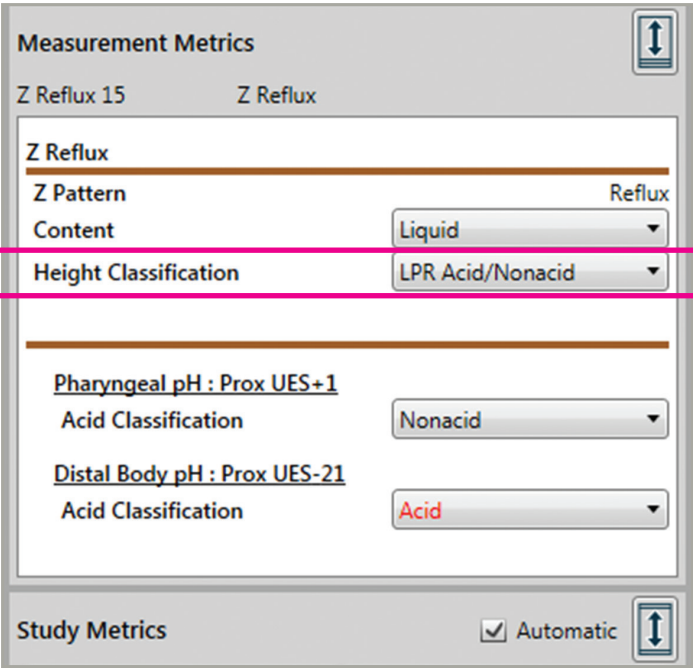 Measurement Metrics
Z Reflux 15 Z Reflux
Z Reflux
Z Pattern Reflux
Content Liquid
Height Classification LPR Acid/Nonacid
Pharyngeal pH : Prox UES+1
Acid Classification Nonacid
Distal Body pH : Prox UES-21
Acid Classification Acid
Study Metrics Automatic